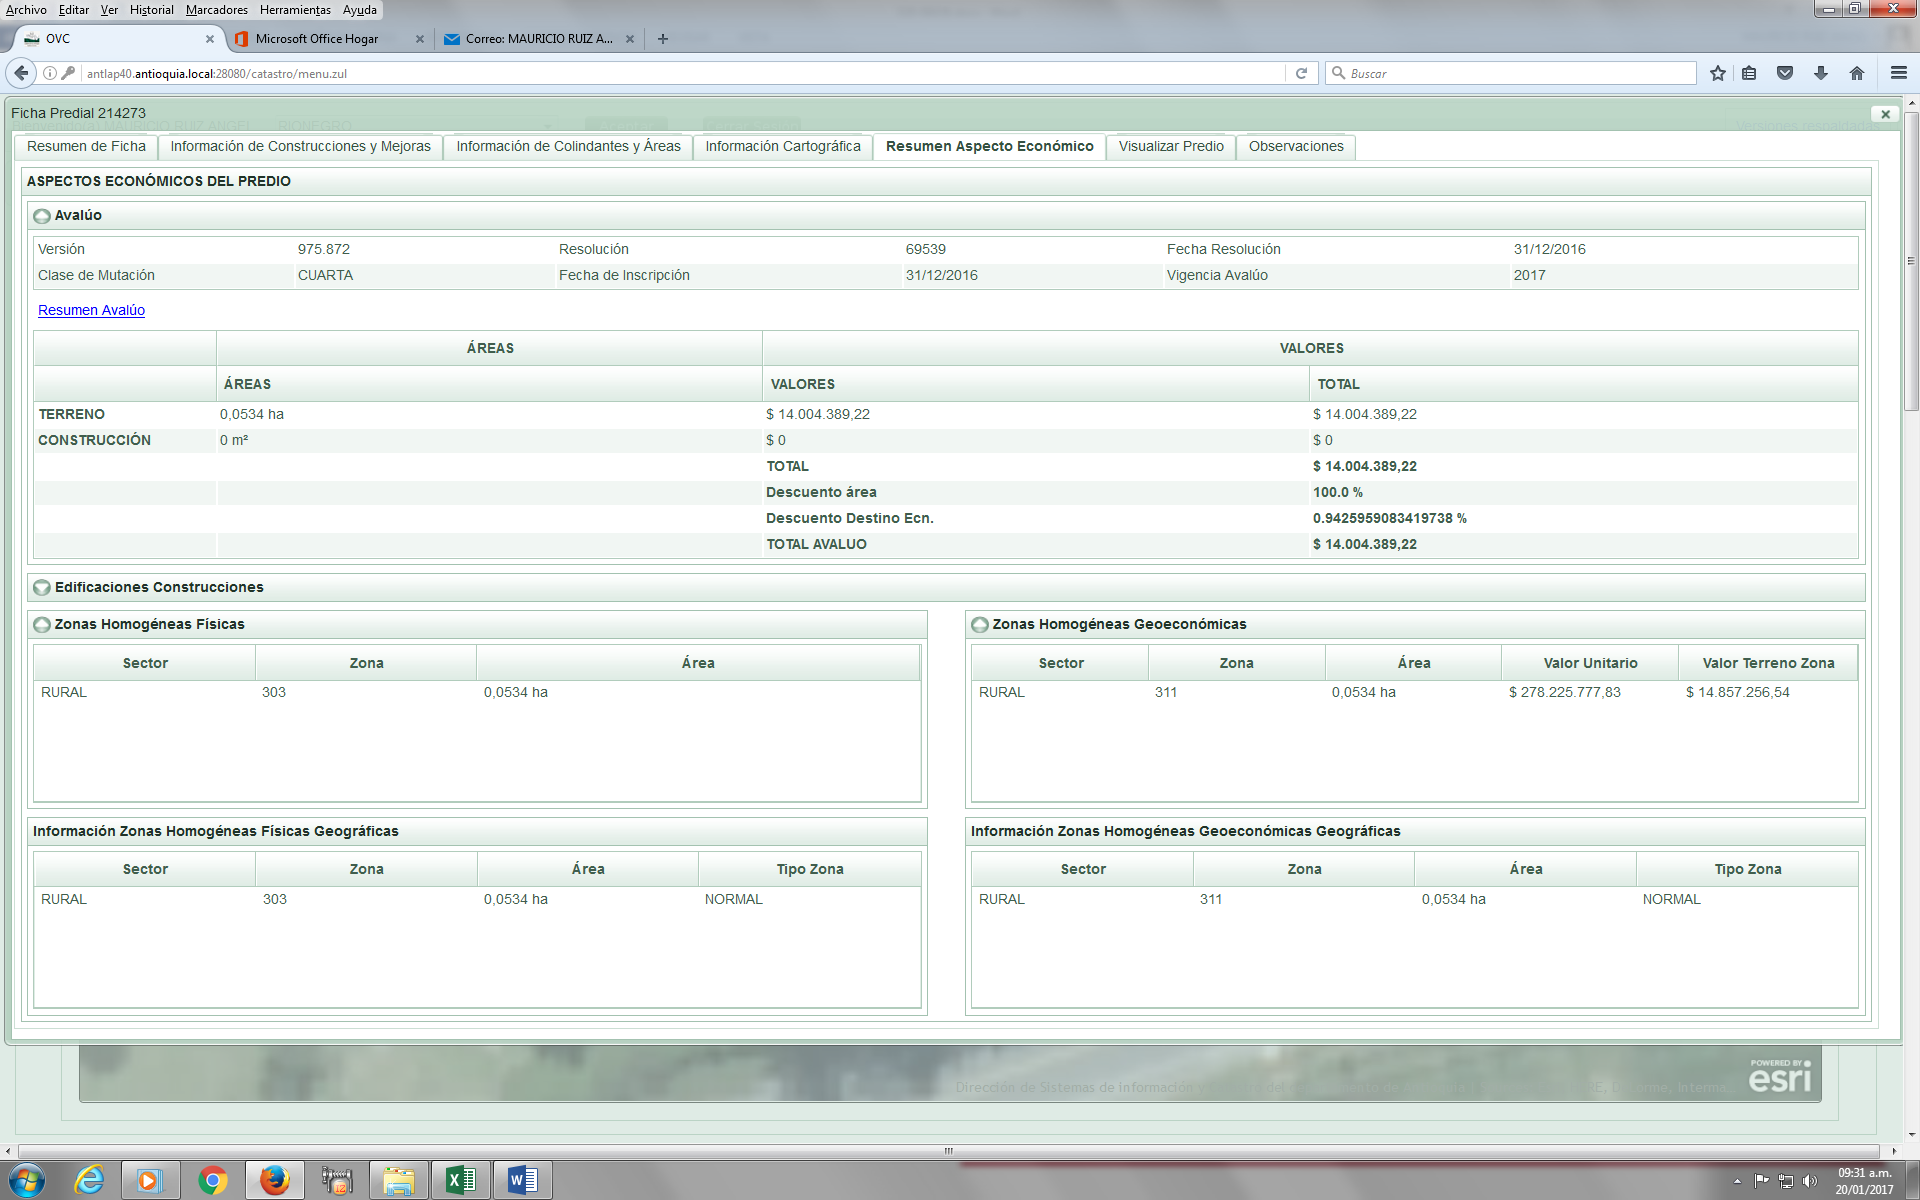 Archivo Editar Ver Historial Marcadores Herramientas Ayuda
OVC Microsoft Office Hogar Correo: MAURICIO RUIZ A...
antlap40.antioquia.local:28080/catastro/menu.zul Buscar
Ficha Predial 214273
Resumen de Ficha Información de Construcciones y Mejoras Información de Colindantes y Áreas Información Cartográfica Resumen Aspecto Económico Visualizar Predio Observaciones
ASPECTOS ECONÓMICOS DEL PREDIO
Avalúo
Versión 975.872 Resolución 69539 Fecha Resolución 31/12/2016
Clase de Mutación CUARTA Fecha de Inscripción 31/12/2016 Vigencia Avalúo 2017
Resumen Avalúo
ÁREAS VALORES
ÁREAS VALORES TOTAL
TERRENO 0,0534 ha $ 14.004.389,22 $ 14.004.389,22
CONSTRUCCIÓN 0 m² $ 0 $ 0
TOTAL $ 14.004.389,22
Descuento área 100.0 %
Descuento Destino Ecn. 0.9425959083419738 %
TOTAL AVALUO $ 14.004.389,22
Edificaciones Construcciones
Zonas Homogéneas Físicas Zonas Homogéneas Geoeconómicas
Sector Zona Área Sector Zona Área Valor Unitario Valor Terreno Zona
RURAL 303 0,0534 ha RURAL 311 0,0534 ha $ 278.225.777,83 $ 14.857.256,54
Información Zonas Homogéneas Físicas Geográficas Información Zonas Homogéneas Geoeconómicas Geográficas
Sector Zona Área Tipo Zona Sector Zona Área Tipo Zona
RURAL 303 0,0534 ha NORMAL RURAL 311 0,0534 ha NORMAL
POWERED BY
esri
Dirección de Sistemas de información
09:31 a.m.
20/01/2017